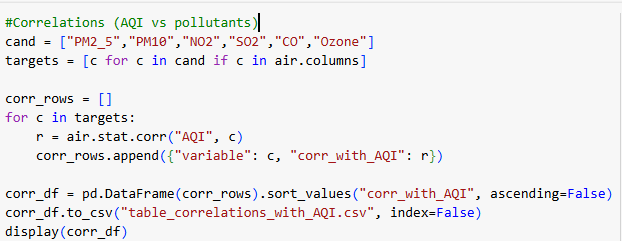 #Correlations (AQI vs pollutants)
cand = ["PM2_5","PM10","NO2","SO2","CO","Ozone"]
targets = [c for c in cand if c in air.columns]

corr_rows = []
for c in targets:
    r = air.stat.corr("AQI", c)
    corr_rows.append({"variable": c, "corr_with_AQI": r})

corr_df = pd.DataFrame(corr_rows).sort_values("corr_with_AQI", ascending=False)
corr_df.to_csv("table_correlations_with_AQI.csv", index=False)
display(corr_df)